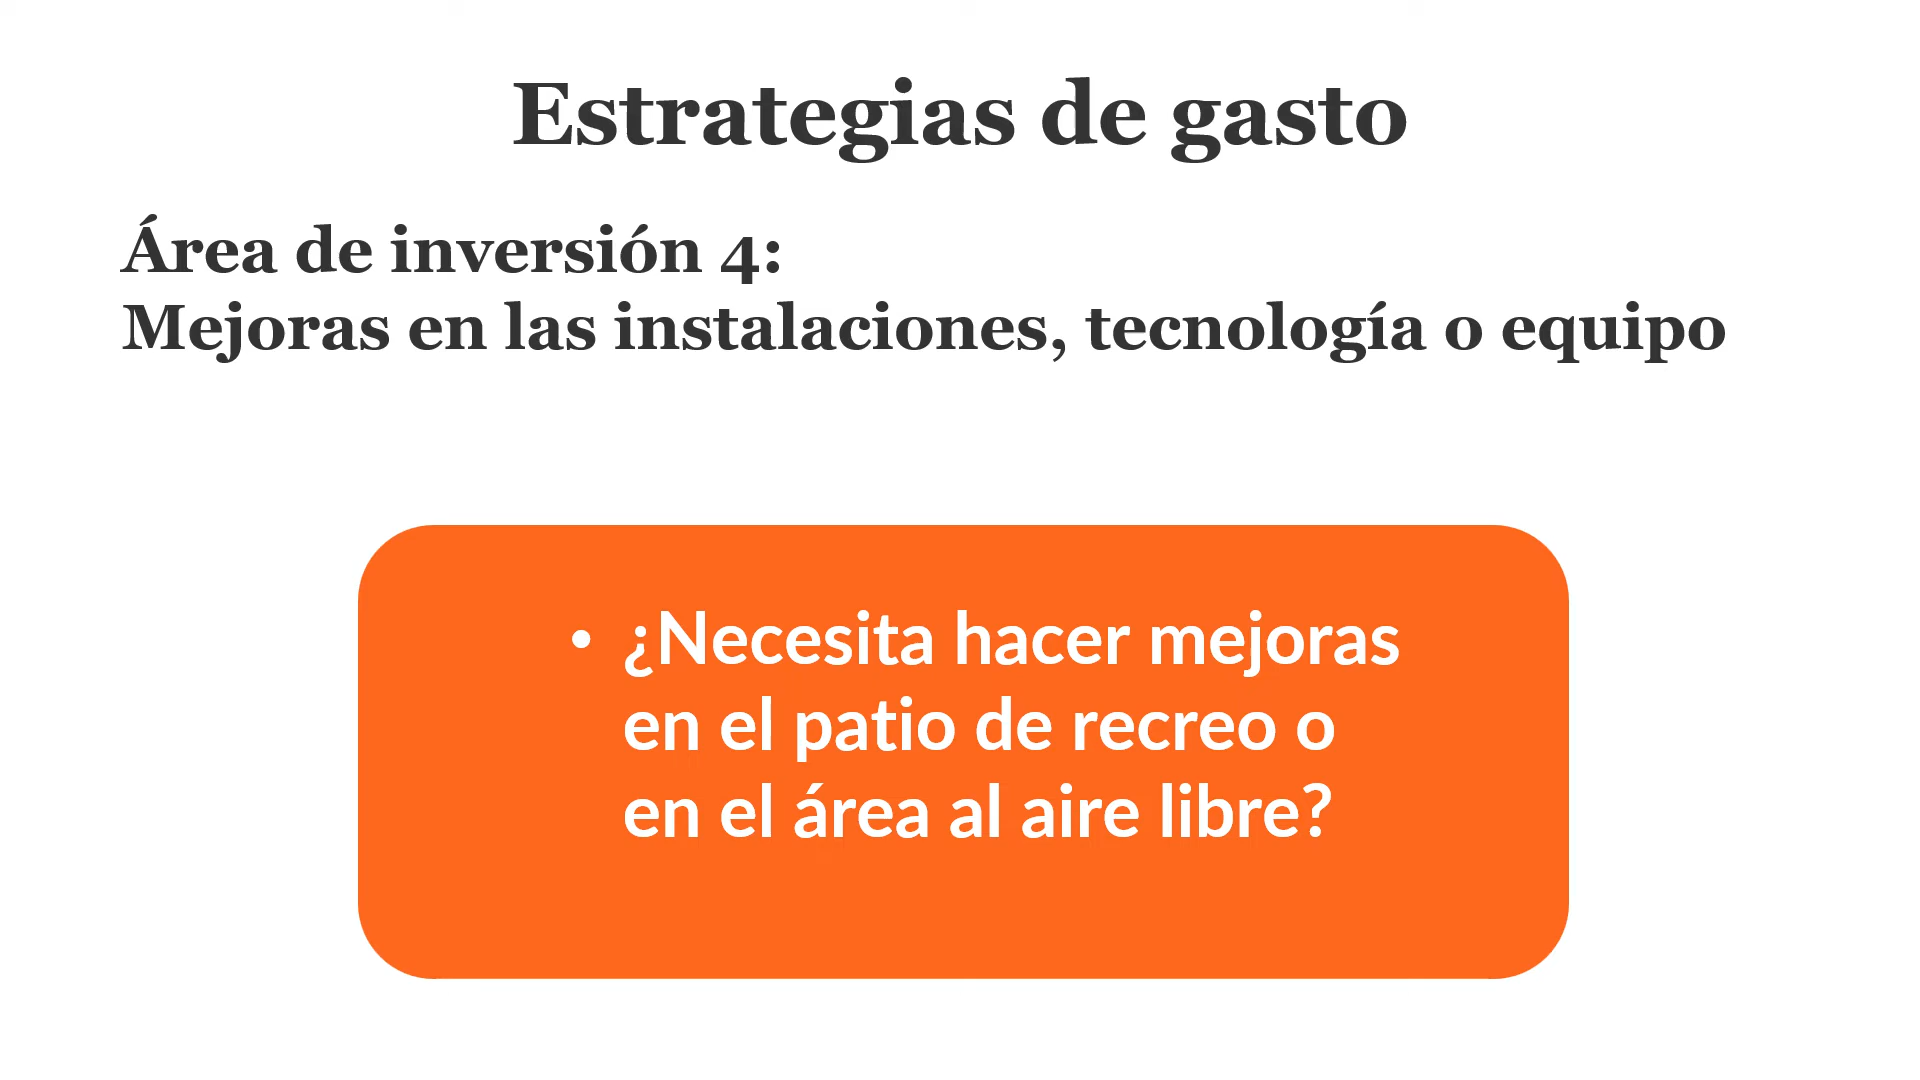 Estrategias de gasto
Área de inversión 4:
Mejoras en las instalaciones, tecnología o equipo
• ¿Necesita hacer mejoras
en el patio de recreo o
en el área al aire libre?